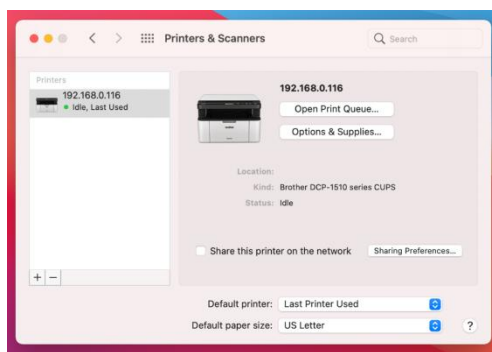 Printers & Scanners
Search
Printers
192.168.0.116
Idle, Last Used
192.168.0.116
Open Print Queue...
Options & Supplies...
Location:
Kind: Brother DCP-1510 series CUPS
Status: Idle
Share this printer on the network
Sharing Preferences...
+ −
Default printer: Last Printer Used
Default paper size: US Letter
?